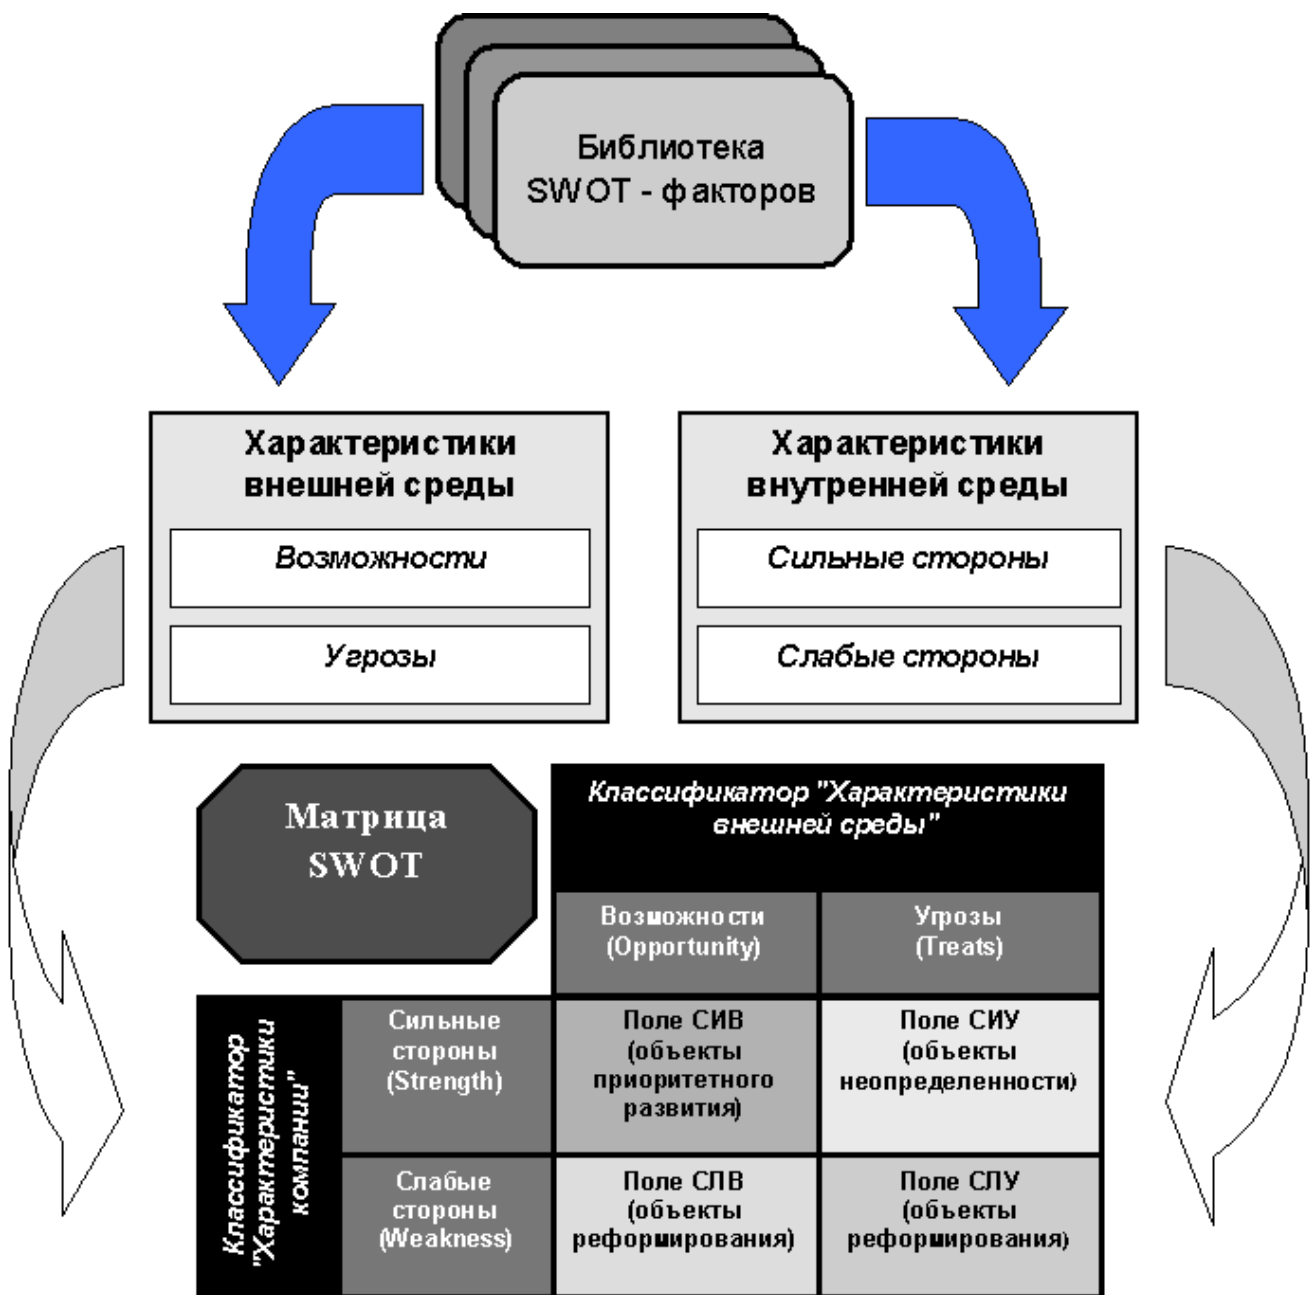 Библиотека
SWOT - факторов
Характеристики
внешней среды
Возможности
Угрозы
Характеристики
внутренней среды
Сильные стороны
Слабые стороны
Матрица
SWOT
Классификатор "Характеристики
внешней среды"
Возможности
(Opportunity)
Угрозы
(Treats)
Классификатор
"Характеристики
компании"
Сильные
стороны
(Strength)
Поле СИВ
(объекты
приоритетного
развития)
Поле СИУ
(объекты
неопределенности)
Слабые
стороны
(Weakness)
Поле СЛВ
(объекты
реформирования)
Поле СЛУ
(объекты
реформирования)